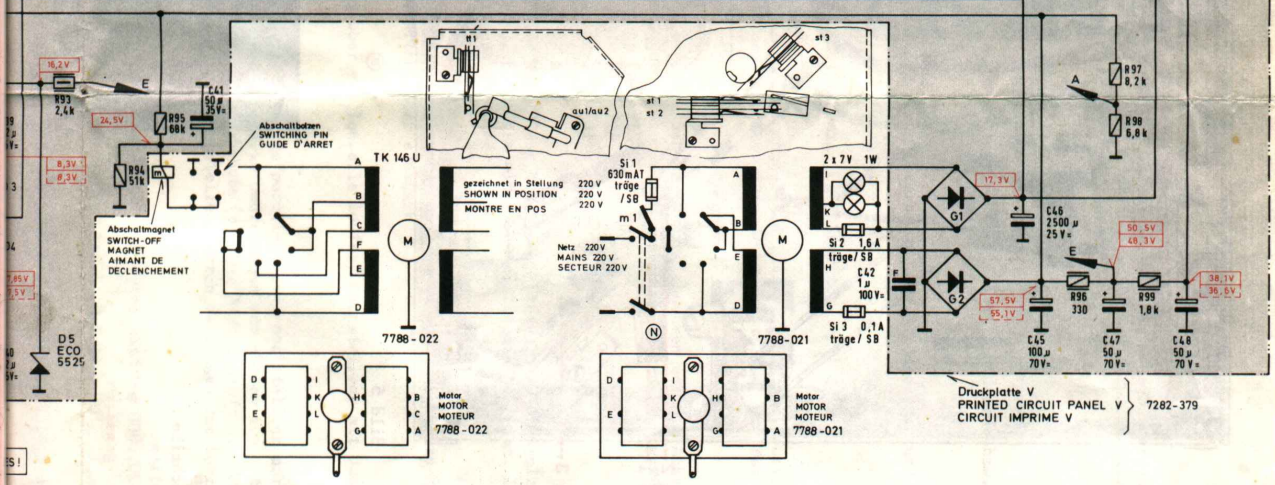 16,2V
R93
2,4k
E
24,5V
R95
68k
C41
50µ
35V=
8,3V
8,3V
R94
51k
m
Abschaltbolzen
SWITCHING PIN
GUIDE D'ARRET
Abschaltmagnet
SWITCH-OFF
MAGNET
AIMANT DE
DECLENCHEMENT
7,85V
7,5V
D5
ECO
5525
ES!
TK 146 U
A
B
C
F
E
D
M
7788-022
tt1
au1/au2
st 3
st 1
st 2
gezeichnet in Stellung 220 V
SHOWN IN POSITION 220 V
MONTRE EN POS 220 V
Si 1
630mAT
träge
/ SB
m 1
Netz 220 V
MAINS 220 V
SECTEUR 220V
N
A
B
E
D
M
7788-021
2 x 7V 1W
I
K
L
Si 2 1,6 A
träge/ SB
H
C42
1µ
100V=
F
G
Si 3 0,1 A
träge / SB
G1
G2
17,3V
C46
2500µ
25V=
A
R97
8,2k
R98
6,8k
E
50,5V
48,3V
57,5V
55,1V
R96
330
R99
1,8k
38,1V
36,6V
C45
100µ
70V=
C47
50µ
70V=
C48
50µ
70V=
Druckplatte V
PRINTED CIRCUIT PANEL V
CIRCUIT IMPRIME V
7282-379
D
F
E
I
K
L
H
G
B
C
A
Motor
MOTOR
MOTEUR
7788-022
D
E
I
K
L
H
G
B
A
Motor
MOTOR
MOTEUR
7788-021